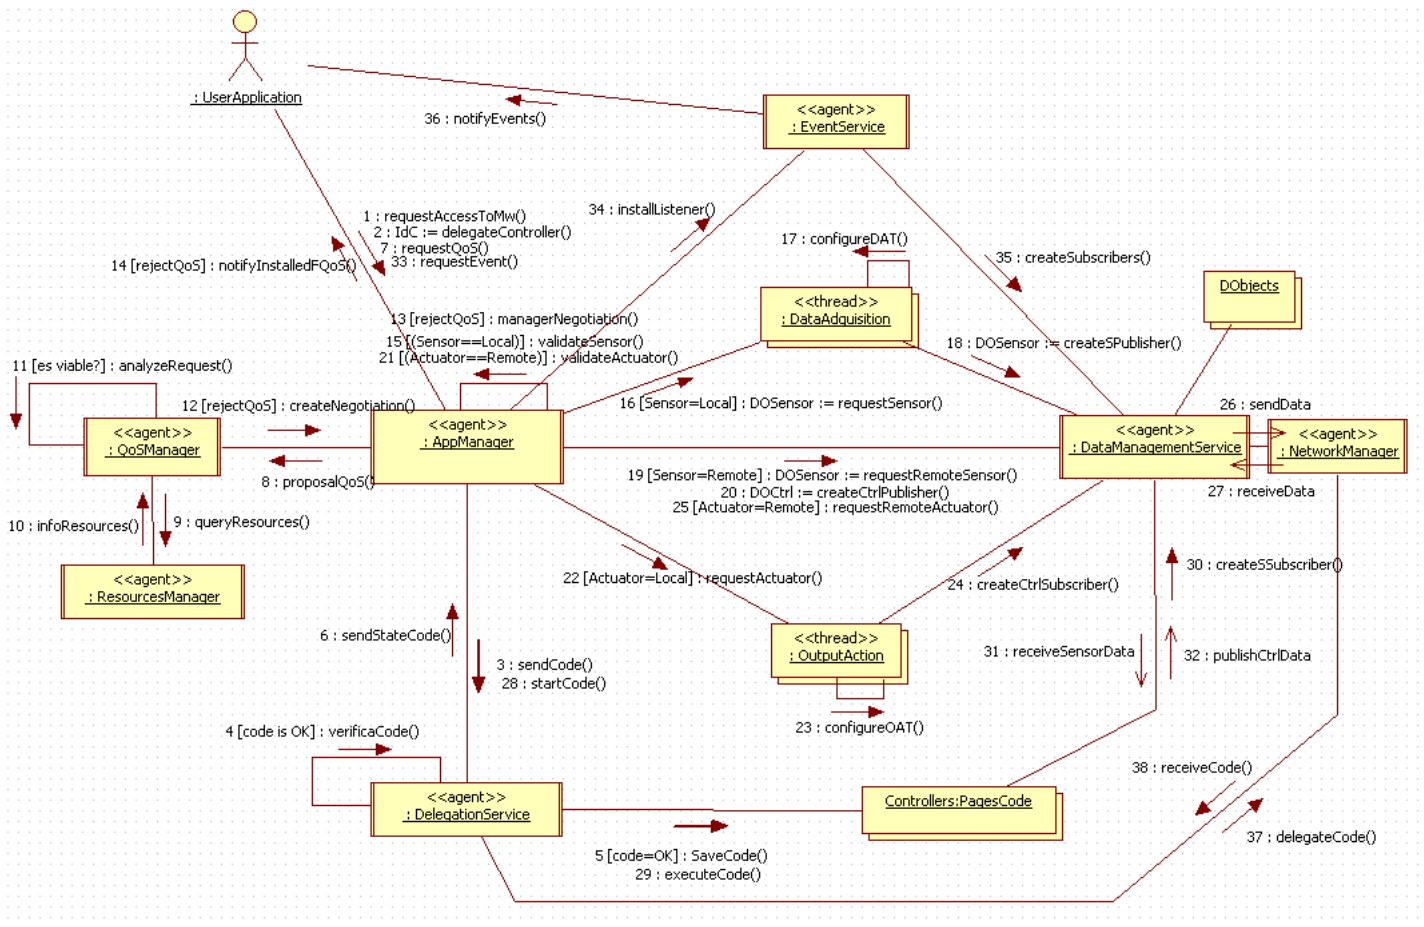 : UserApplication
36 : notifyEvents()
<<agent>>
: EventService
1 : requestAccessToMw()
2 : IdC := delegateController()
7 : requestQoS()
33 : requestEvent()
14 [rejectQoS] : notifyInstalledFQoS()
34 : installListener()
17 : configureDAT()
35 : createSubscribers()
DObjects
<<thread>>
: DataAdquisition
13 [rejectQoS] : managerNegotiation()
15 [(Sensor==Local)] : validateSensor()
21 [(Actuator==Remote)] : validateActuator()
18 : DOSensor := createSPublisher()
11 [es viable?] : analyzeRequest()
12 [rejectQoS] : createNegotiation()
16 [Sensor=Local] : DOSensor := requestSensor()
26 : sendData
<<agent>>
: QoSManager
<<agent>>
: AppManager
<<agent>>
: DataManagementService
<<agent>>
: NetworkManager
8 : proposalQoS()
19 [Sensor=Remote] : DOSensor := requestRemoteSensor()
20 : DOCtrl := createCtrlPublisher()
25 [Actuator=Remote] : requestRemoteActuator()
27 : receiveData
10 : infoResources()
9 : queryResources()
<<agent>>
: ResourcesManager
22 [Actuator=Local] : requestActuator()
24 : createCtrlSubscriber()
30 : createSSubscriber()
6 : sendStateCode()
3 : sendCode()
28 : startCode()
<<thread>>
: OutputAction
31 : receiveSensorData
32 : publishCtrlData
23 : configureOAT()
4 [code is OK] : verificaCode()
38 : receiveCode()
<<agent>>
: DelegationService
Controllers:PagesCode
37 : delegateCode()
5 [code=OK] : SaveCode()
29 : executeCode()